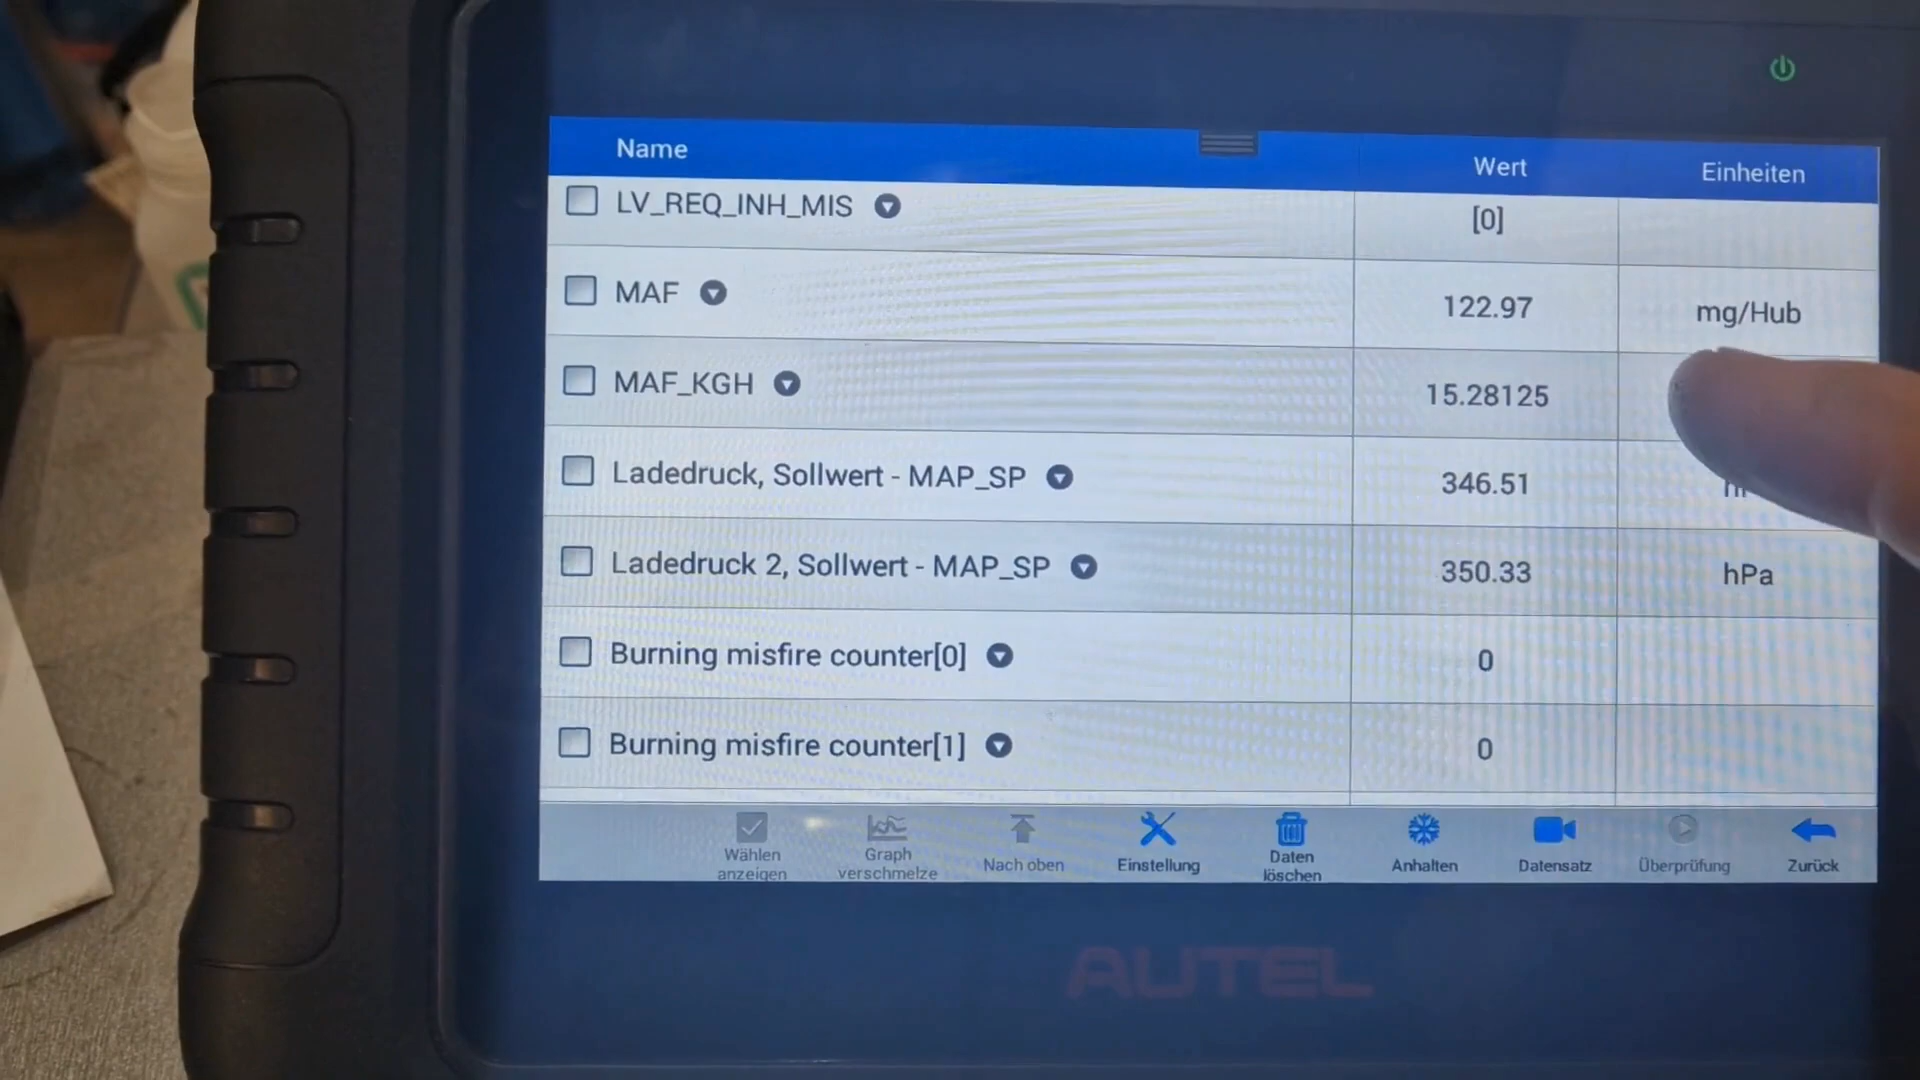 Name Wert Einheiten
LV_REQ_INH_MIS [0]
MAF 122.97 mg/Hub
MAF_KGH 15.28125
Ladedruck, Sollwert - MAP_SP 346.51
Ladedruck 2, Sollwert - MAP_SP 350.33 hPa
Burning misfire counter[0] 0
Burning misfire counter[1] 0
Wählen anzeigen
Graph verschmelze
Nach oben
Einstellung
Daten löschen
Anhalten
Datensatz
Überprüfung
Zurück
AUTEL